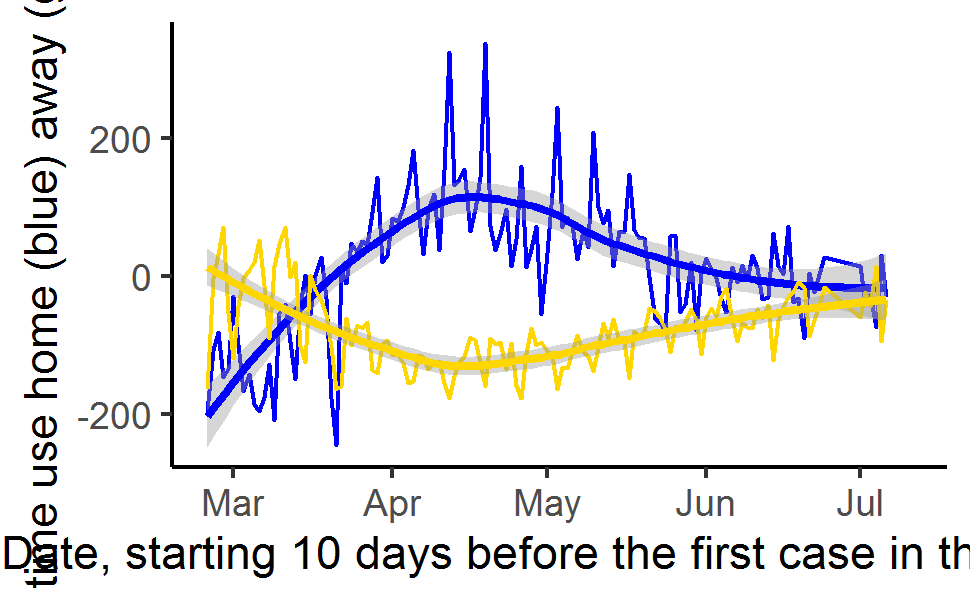 time use home (blue) away (
200
0
-200
Mar Apr May Jun Jul
Date, starting 10 days before the first case in th